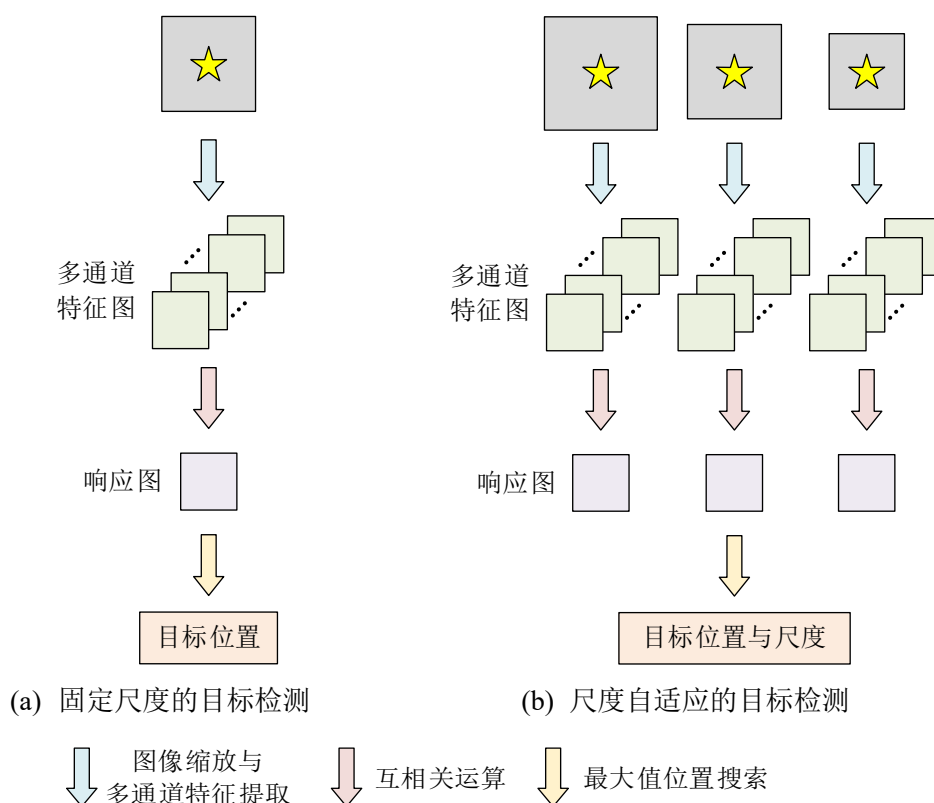 多通道
特征图
多通道
特征图
响应图
响应图
目标位置
目标位置与尺度
(a) 固定尺度的目标检测
(b) 尺度自适应的目标检测
图像缩放与
多通道特征提取
互相关运算
最大值位置搜索